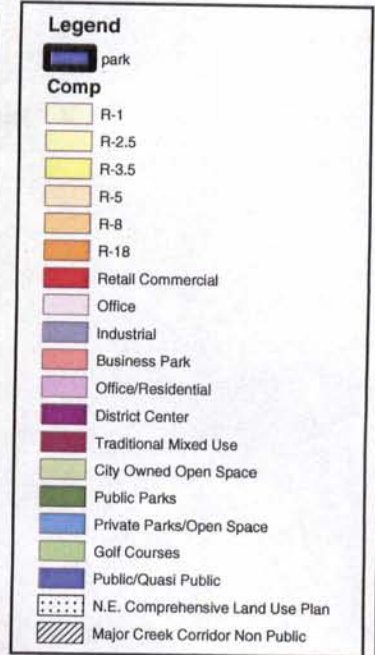 Legend
park
Comp
R-1
R-2.5
R-3.5
R-5
R-8
R-18
Retail Commercial
Office
Industrial
Business Park
Office/Residential
District Center
Traditional Mixed Use
City Owned Open Space
Public Parks
Private Parks/Open Space
Golf Courses
Public/Quasi Public
N.E. Comprehensive Land Use Plan
Major Creek Corridor Non Public